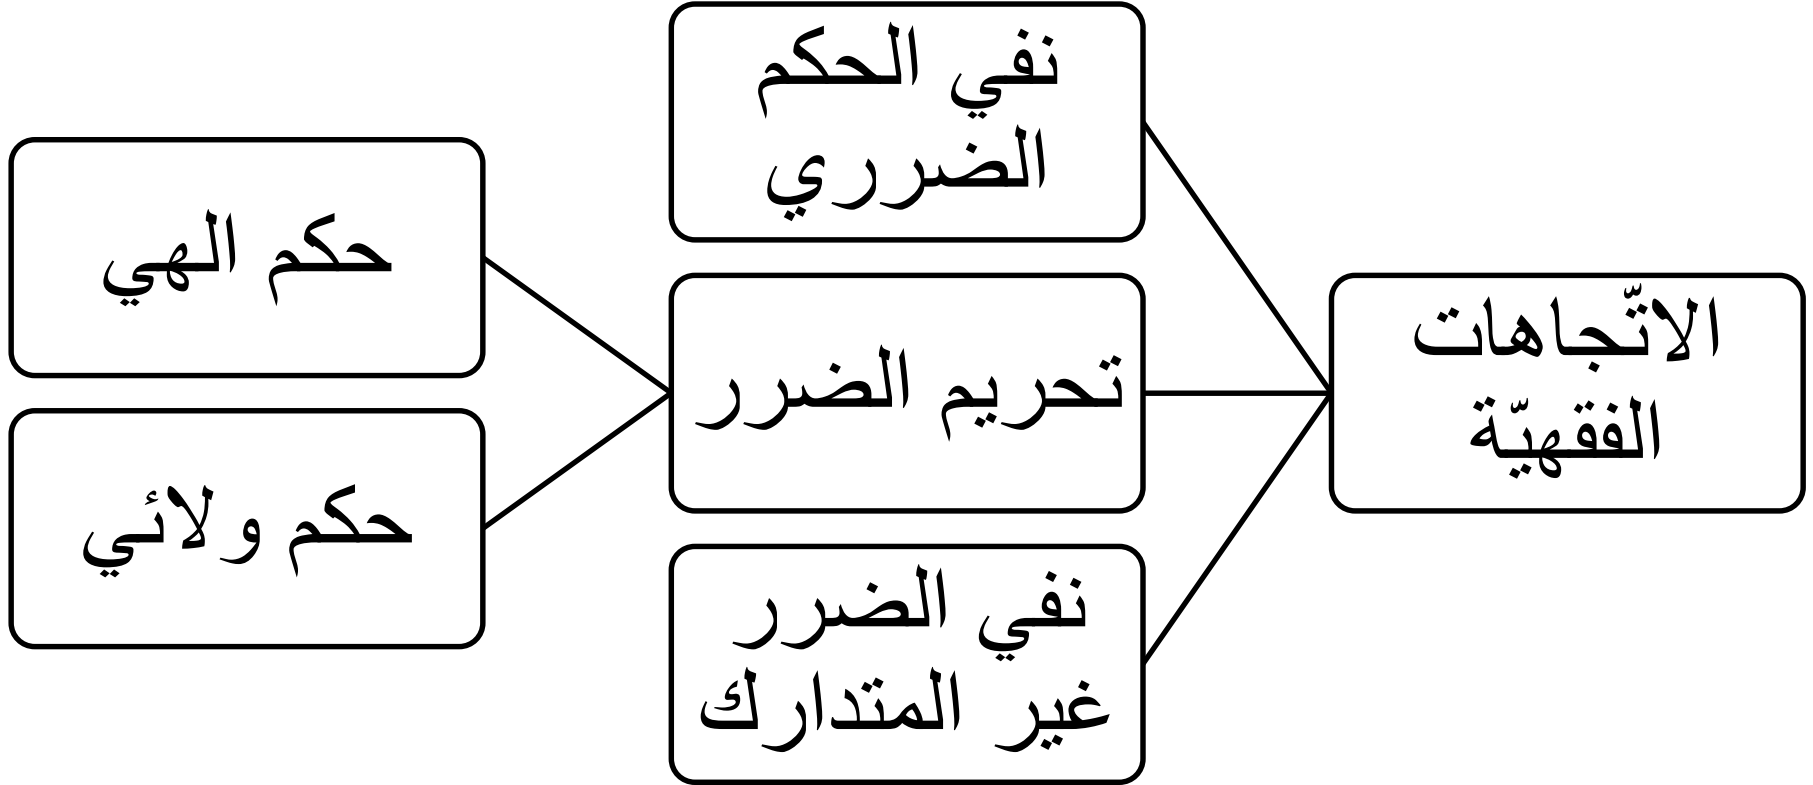 الاتّجاهات
الفقهيّة
نفي الحكم
الضرري
تحريم الضرر
نفي الضرر
غير المتدارك
حكم الهي
حكم ولائي